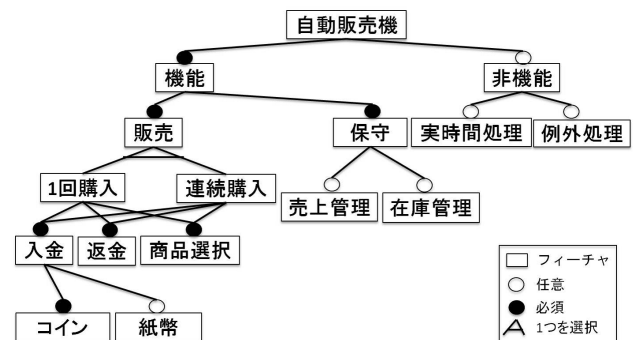 自動販売機
機能
非機能
販売
保守
実時間処理
例外処理
1回購入
連続購入
売上管理
在庫管理
入金
返金
商品選択
コイン
紙幣
フィーチャ
任意
必須
1つを選択